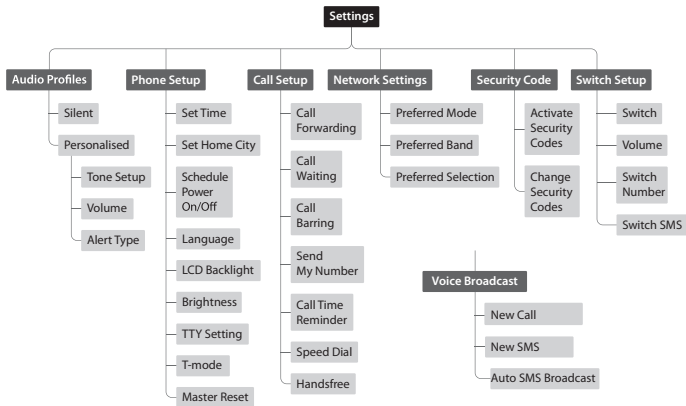 Settings
Audio Profiles
Silent
Personalised
Tone Setup
Volume
Alert Type
Phone Setup
Set Time
Set Home City
Schedule
Power
On/Off
Language
LCD Backlight
Brightness
TTY Setting
T-mode
Master Reset
Call Setup
Call
Forwarding
Call
Waiting
Call
Barring
Send
My Number
Call Time
Reminder
Speed Dial
Handsfree
Network Settings
Preferred Mode
Preferred Band
Preferred Selection
Security Code
Activate
Security
Codes
Change
Security
Codes
Switch Setup
Switch
Volume
Switch
Number
Switch SMS
Voice Broadcast
New Call
New SMS
Auto SMS Broadcast